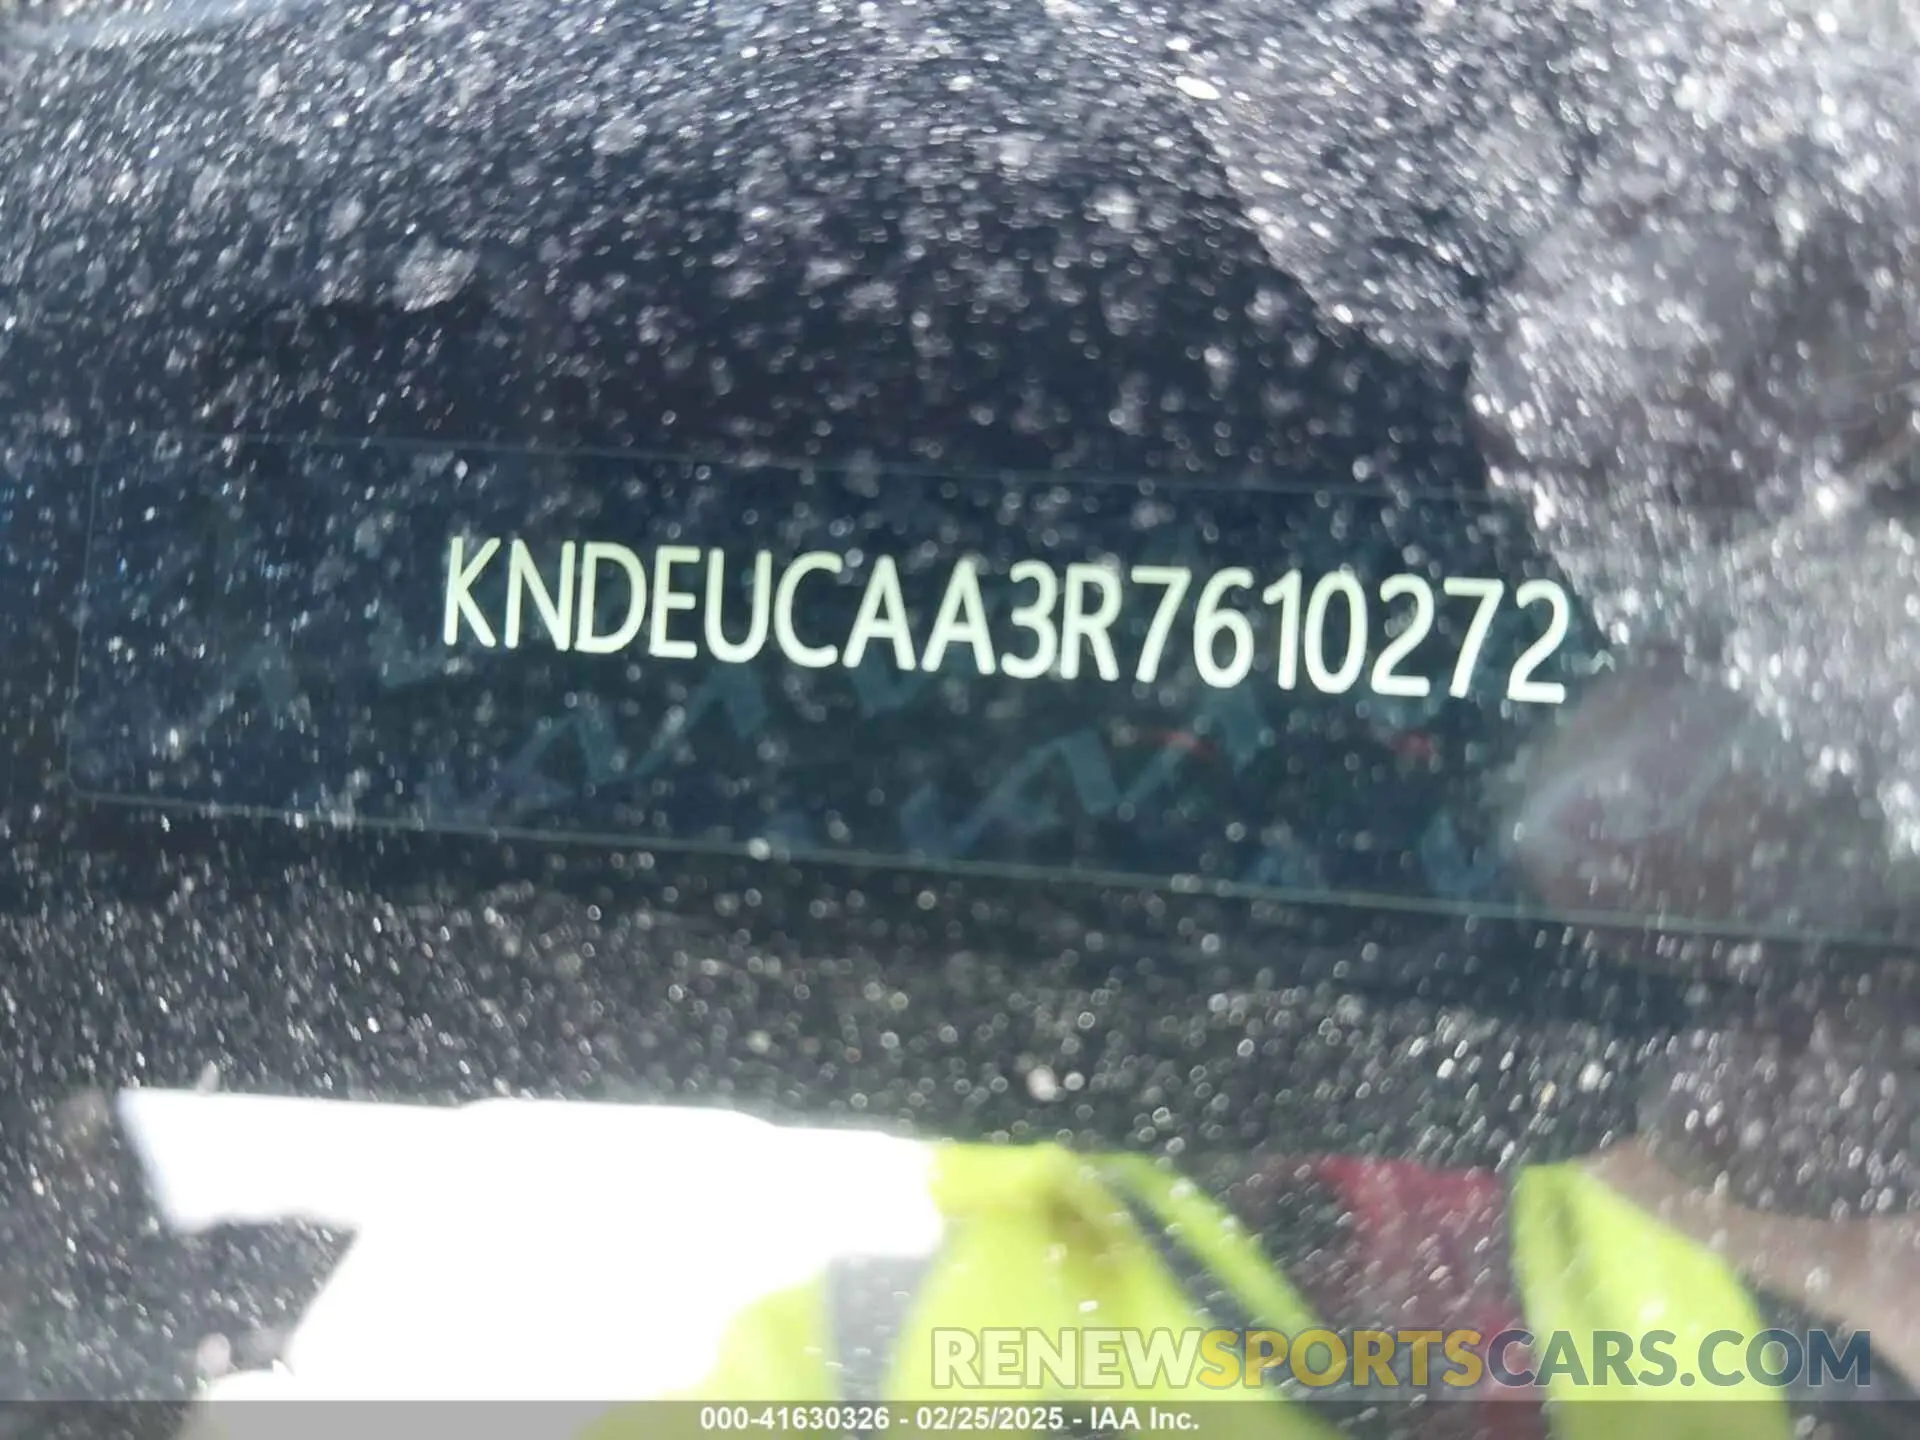 KNDEUCAA3R7610272
RENEWSPORTSCARS.COM
000-41630326 - 02/25/2025 - IAA Inc.